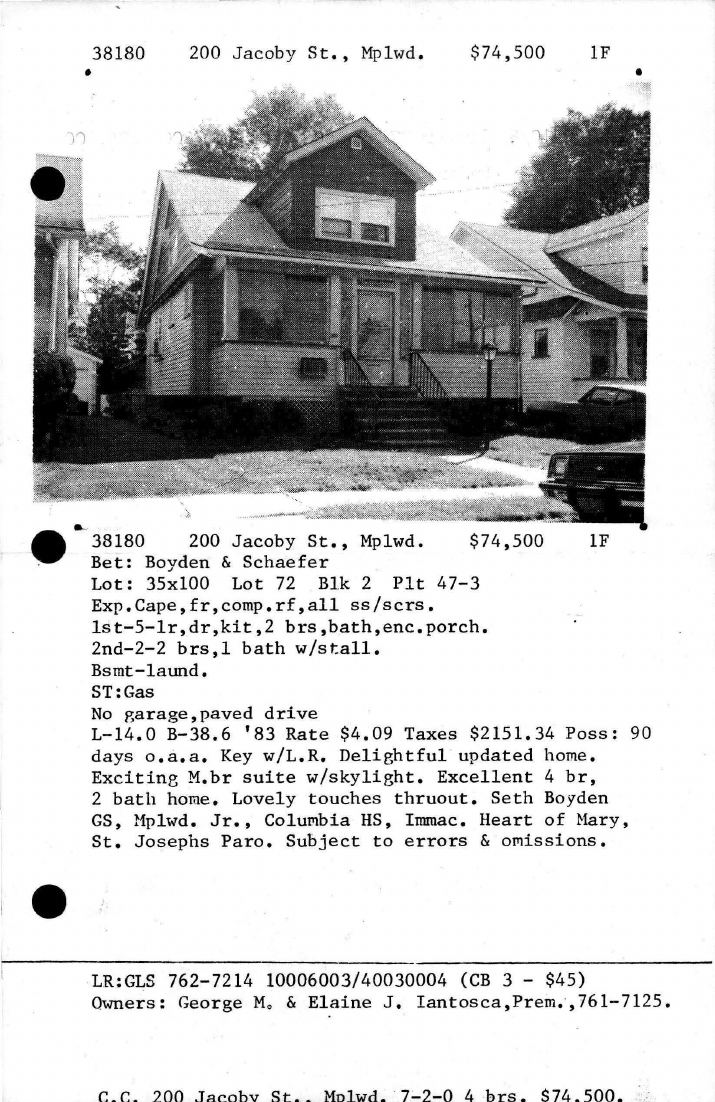 38180 200 Jacoby St., Mplwd. $74,500 1F
38180 200 Jacoby St., Mplwd. $74,500 1F
Bet: Boyden & Schaefer
Lot: 35x100 Lot 72 Blk 2 Plt 47-3
Exp.Cape,fr,comp.rf,all ss/scrs.
1st-5-lr,dr,kit,2 brs,bath,enc.porch.
2nd-2-2 brs,1 bath w/stall.
Bsmt-laund.
ST:Gas
No garage,paved drive
L-14.0 B-38.6 '83 Rate $4.09 Taxes $2151.34 Poss: 90
days o.a.a. Key w/L.R. Delightful updated home.
Exciting M.br suite w/skylight. Excellent 4 br,
2 bath home. Lovely touches thruout. Seth Boyden
GS, Mplwd. Jr., Columbia HS, Immac. Heart of Mary,
St. Josephs Paro. Subject to errors & omissions.
LR:GLS 762-7214 10006003/40030004 (CB 3 - $45)
Owners: George M. & Elaine J. Iantosca,Prem.,761-7125.
C.C. 200 Jacoby St., Mplwd. 7-2-0 4 brs. $74,500.